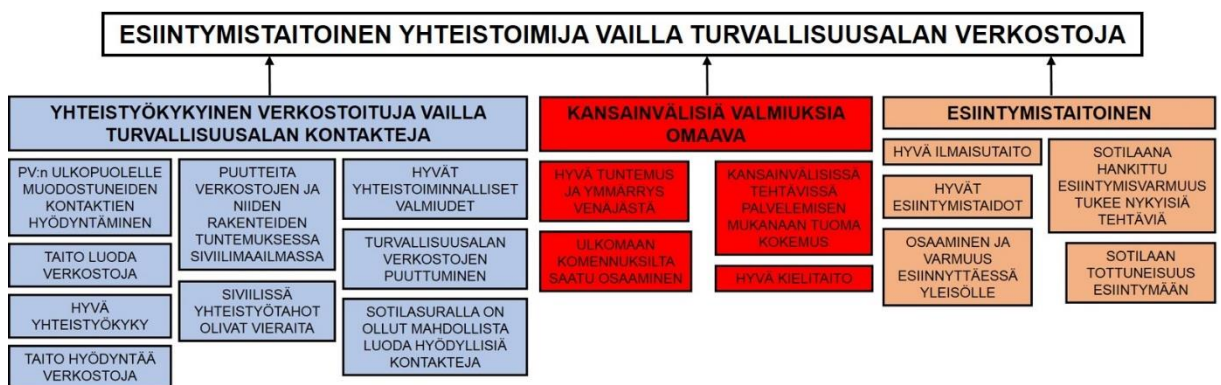 ESIINTYMISTAITOINEN YHTEISTOIMIJA VAILLA TURVALLISUUSALAN VERKOSTOJA
YHTEISTYÖKYKYINEN VERKOSTOITUJA VAILLA
TURVALLISUUSALAN KONTAKTEJA
PV:n ULKOPUOLELLE
MUODOSTUNEIDEN
KONTAKTIEN
HYÖDYNTÄMINEN
TAITO LUODA
VERKOSTOJA
HYVÄ
YHTEISTYÖKYKY
TAITO HYÖDYNTÄÄ
VERKOSTOJA
PUUTTEITA
VERKOSTOJEN JA
NIIDEN
RAKENTEIDEN
TUNTEMUKSESSA
SIVIILIMAAILMASSA
SIVIILISSÄ
YHTEISTYÖTAHOT
OLIVAT VIERAITA
HYVÄT
YHTEISTOIMINNALLISET
VALMIUDET
TURVALLISUUSALAN
VERKOSTOJEN
PUUTTUMINEN
SOTILASURALLA ON
OLLUT MAHDOLLISTA
LUODA HYÖDYLLISIÄ
KONTAKTEJA
KANSAINVÄLISIÄ VALMIUKSIA
OMAAVA
HYVÄ TUNTEMUS
JA YMMÄRRYS
VENÄJÄSTÄ
ULKOMAAN
KOMENNUKSILTA
SAATU OSAAMINEN
KANSAINVÄLISISSÄ
TEHTÄVISSÄ
PALVELEMISEN
MUKANAAN TUOMA
KOKEMUS
HYVÄ KIELITAITO
ESIINTYMISTAITOINEN
HYVÄ ILMAISUTAITO
HYVÄT
ESIINTYMISTAIDOT
OSAAMINEN JA
VARMUUS
ESIINNYTTÄESSÄ
YLEISÖLLE
SOTILAANA
HANKITTU
ESIINTYMISVARMUUS
TUKEE NYKYISIÄ
TEHTÄVIÄ
SOTILAAN
TOTTUNEISUUS
ESIINTYMÄÄN